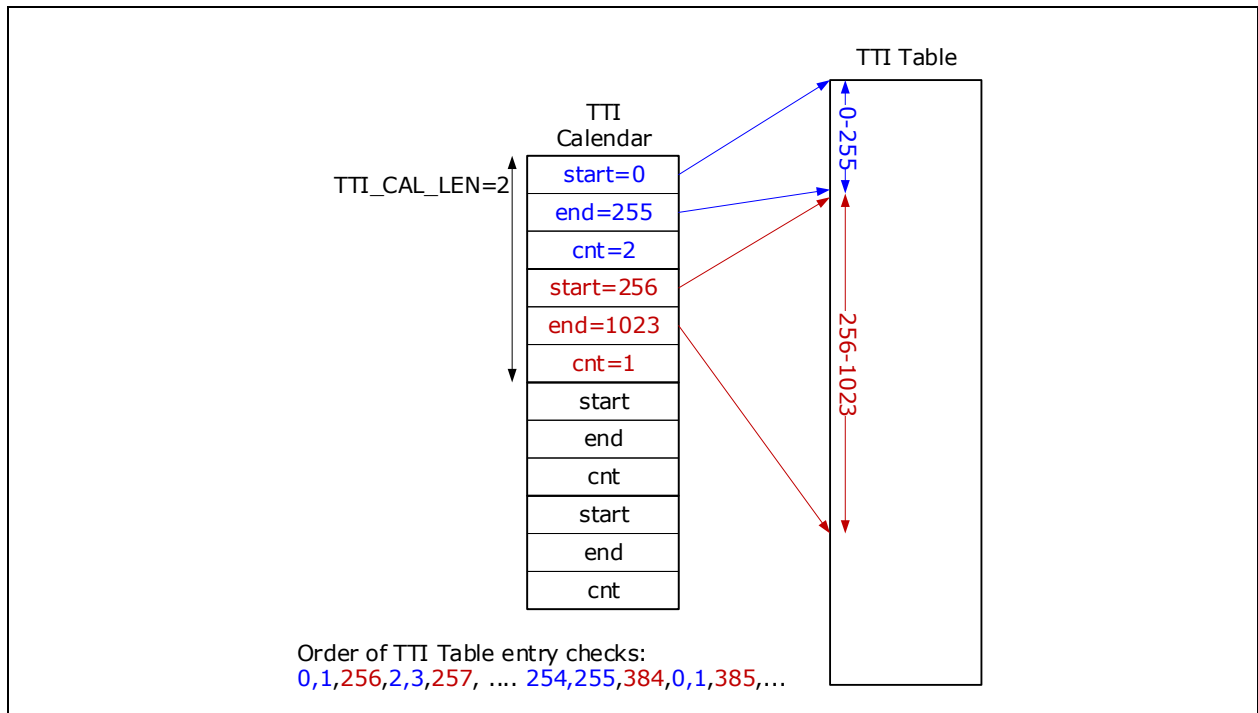 TTI Table
TTI
Calendar
TTI_CAL_LEN=2
start=0
end=255
cnt=2
start=256
end=1023
cnt=1
start
end
cnt
start
end
cnt
0-255
256-1023
Order of TTI Table entry checks:
0,1,256,2,3,257, .... 254,255,384,0,1,385,...